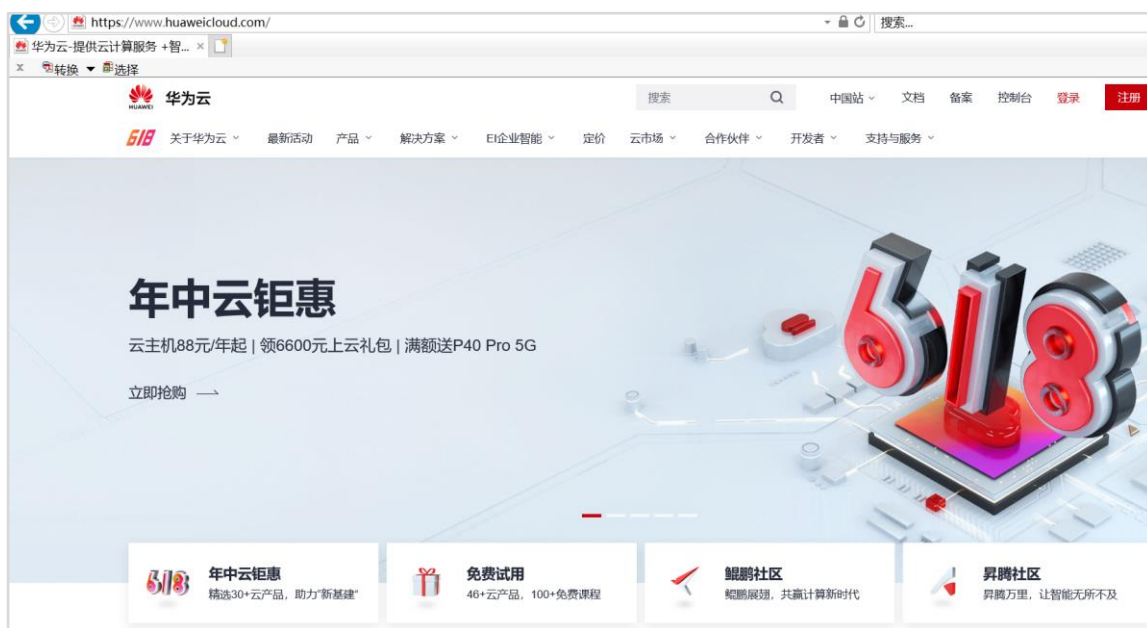 https://www.huaweicloud.com/
搜索...
华为云-提供云计算服务 +智... ×
x 转换 ▼ 选择
HUAWEI 华为云 搜索 中国站 文档 备案 控制台 登录 注册
618 关于华为云 最新活动 产品 解决方案 EI企业智能 定价 云市场 合作伙伴 开发者 支持与服务
618
年中云钜惠
云主机88元/年起 | 领6600元上云礼包 | 满额送P40 Pro 5G
立即抢购
618 年中云钜惠 免费试用 鲲鹏社区 昇腾社区
精选30+云产品，助力“新基建” 46+云产品，100+免费课程 鲲鹏展翅，共赢计算新时代 昇腾万里，让智能无所不及